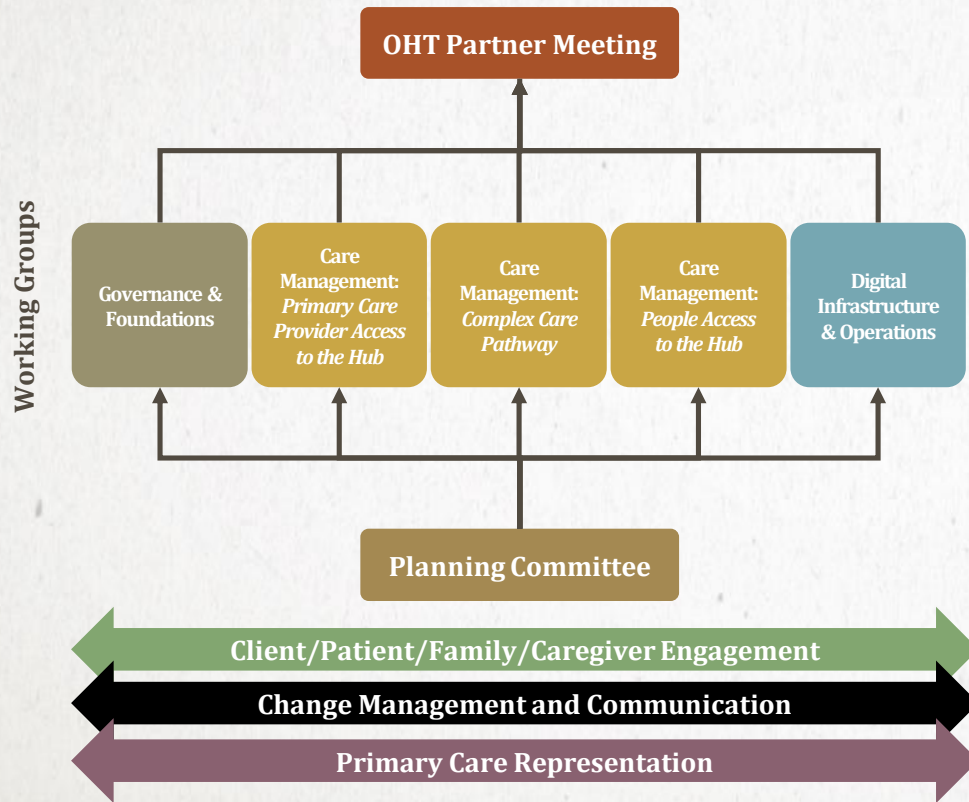 OHT Partner Meeting
Working Groups
Governance &
Foundations
Care
Management:
Primary Care
Provider Access
to the Hub
Care
Management:
Complex Care
Pathway
Care
Management:
People Access
to the Hub
Digital
Infrastructure
& Operations
Planning Committee
Client/Patient/Family/Caregiver Engagement
Change Management and Communication
Primary Care Representation